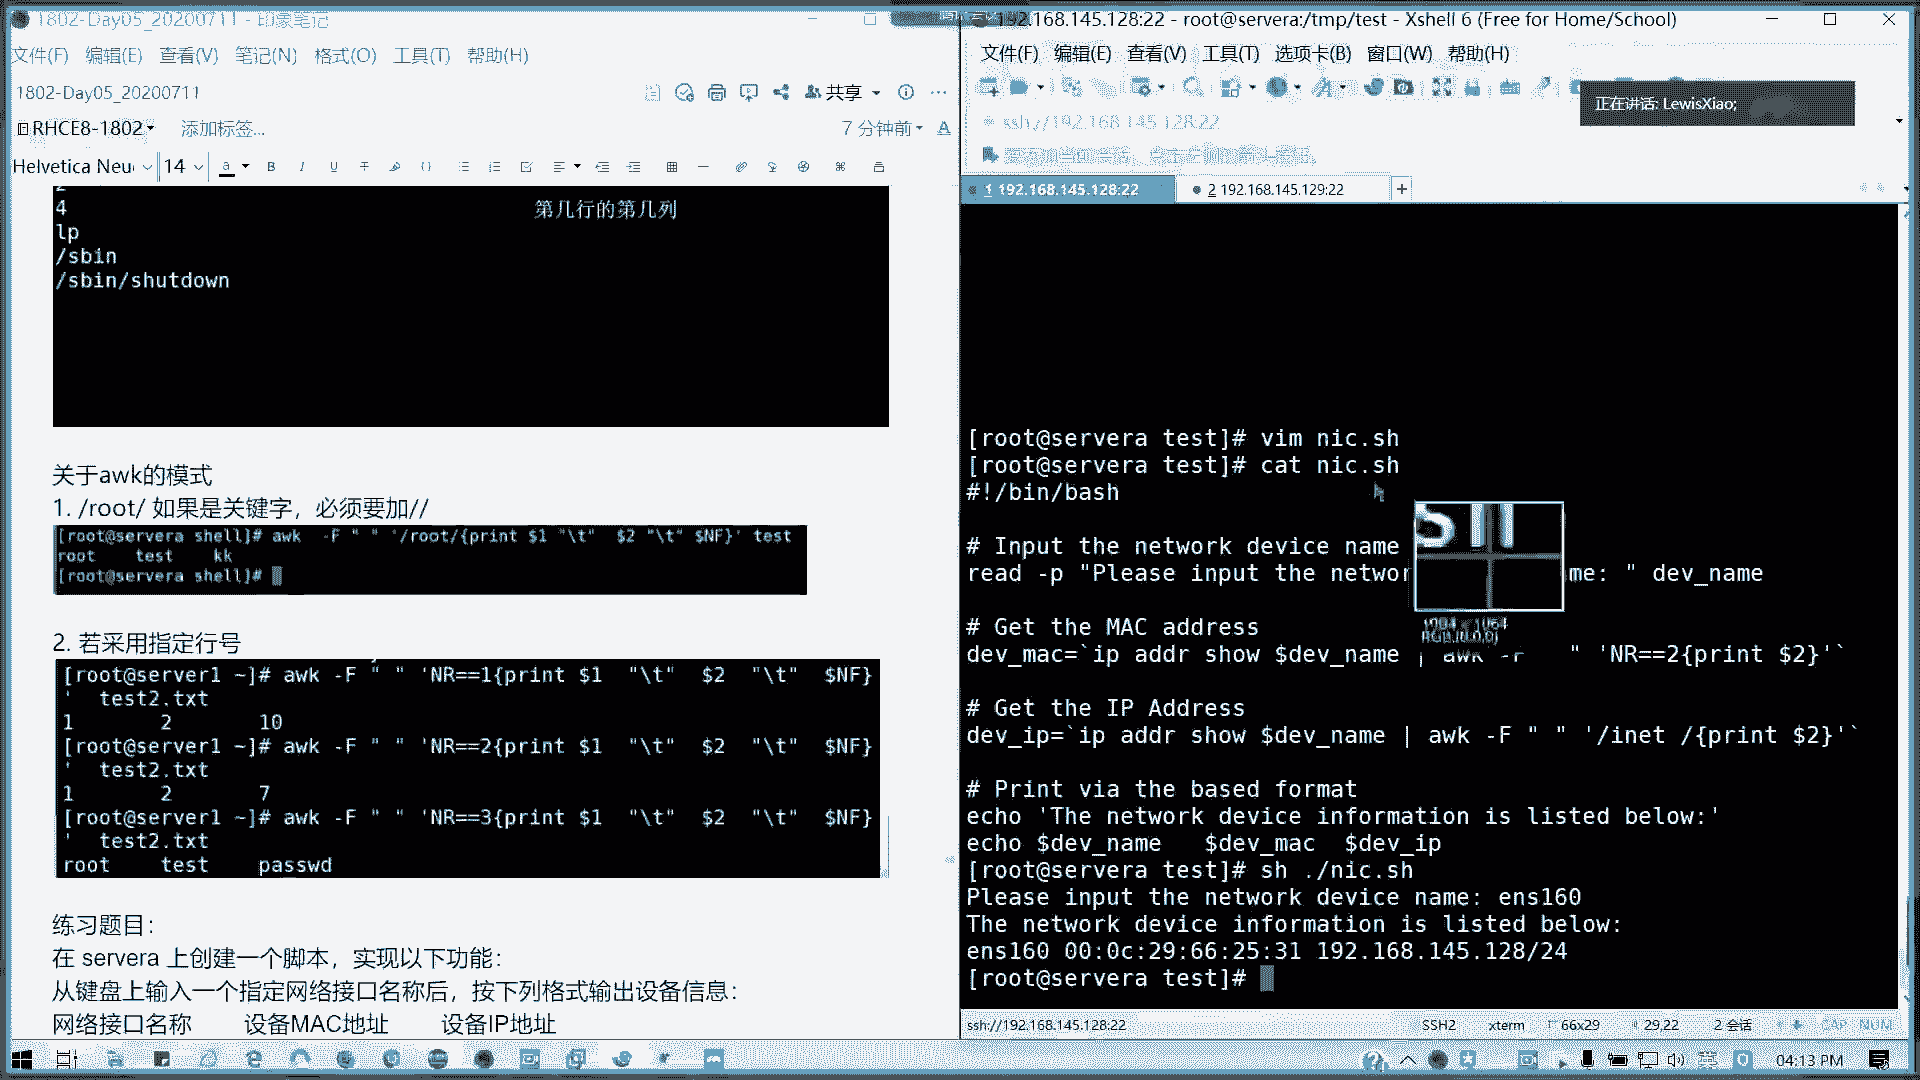 1802-Day05_20200711 - 印象笔记
文件(F) 编辑(E) 查看(V) 笔记(N) 格式(O) 工具(T) 帮助(H)
1802-Day05_20200711
共享
RHCE8-1802
添加标签...
7 分钟前
Helvetica Neu
14
4
第几行的第几列
lp
/sbin
/sbin/shutdown
关于awk的模式
1. /root/ 如果是关键字，必须要加//
[root@servera shell]# awk  -F " " '/root/{print $1 "\t"  $2 "\t" $NF}' test
root    test    kk
[root@servera shell]#
2. 若采用指定行号
[root@server1 ~]# awk -F " " 'NR==1{print $1  "\t"  $2  "\t"  $NF}
'  test2.txt
1       2       10
[root@server1 ~]# awk -F " " 'NR==2{print $1  "\t"  $2  "\t"  $NF}
'  test2.txt
1       2       7
[root@server1 ~]# awk -F " " 'NR==3{print $1  "\t"  $2  "\t"  $NF}
'  test2.txt
root    test    passwd
练习题目：
在 servera 上创建一个脚本，实现以下功能：
从键盘上输入一个指定网络接口名称后，按下列格式输出设备信息：
网络接口名称 设备MAC地址 设备IP地址
192.168.145.128:22 - root@servera:/tmp/test - Xshell 6 (Free for Home/School)
文件(F) 编辑(E) 查看(V) 工具(T) 选项卡(B) 窗口(W) 帮助(H)
正在讲话: LewisXiao;
ssh://192.168.145.128:22
1 192.168.145.128:22
2 192.168.145.129:22
[root@servera test]# vim nic.sh
[root@servera test]# cat nic.sh
#!/bin/bash
# Input the network device name
read -p "Please input the networ me: " dev_name
# Get the MAC address
dev_mac=`ip addr show $dev_name | awk -F " 'NR==2{print $2}'`
# Get the IP Address
dev_ip=`ip addr show $dev_name | awk -F " " '/inet /{print $2}'`
# Print via the based format
echo 'The network device information is listed below:'
echo $dev_name   $dev_mac  $dev_ip
[root@servera test]# sh ./nic.sh
Please input the network device name: ens160
The network device information is listed below:
ens160 00:0c:29:66:25:31 192.168.145.128/24
[root@servera test]#
ssh://192.168.145.128:22
SSH2 xterm 66x29 29,22 2 会话 CAP NUM
英
04:13 PM